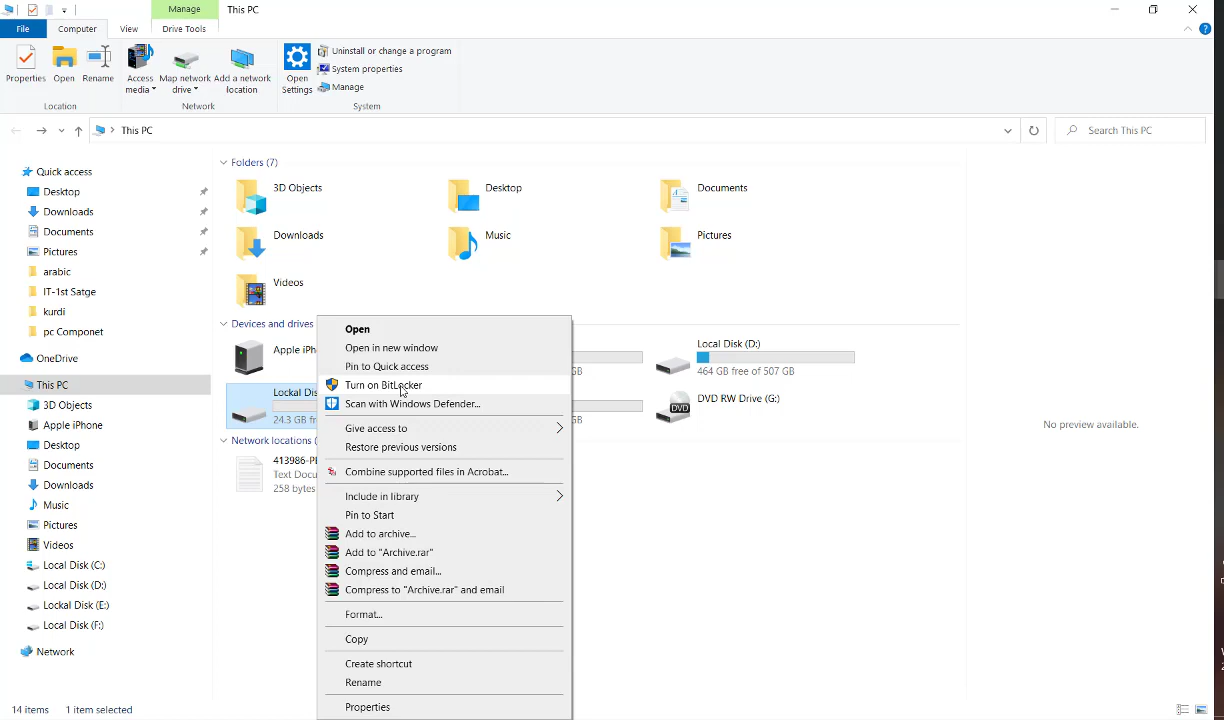 Manage
This PC
File
Computer
View
Drive Tools
Properties
Open
Rename
Access media
Map network drive
Add a network location
Open Settings
Uninstall or change a program
System properties
Manage
Location
Network
System
This PC
Search This PC
Quick access
Desktop
Downloads
Documents
Pictures
arabic
IT-1st Satge
kurdi
pc Componet
OneDrive
This PC
3D Objects
Apple iPhone
Desktop
Documents
Downloads
Music
Pictures
Videos
Local Disk (C:)
Local Disk (D:)
Lockal Disk (E:)
Local Disk (F:)
Network
Folders (7)
3D Objects
Desktop
Documents
Downloads
Music
Pictures
Videos
Devices and drives
Apple iPh
Local Disk (D:)
GB
464 GB free of 507 GB
Lockal Dis
24.3 GB fr
GB
DVD RW Drive (G:)
DVD
Network locations (
413986-PE
Text Docu
258 bytes
Open
Open in new window
Pin to Quick access
Turn on BitLocker
Scan with Windows Defender...
Give access to
Restore previous versions
Combine supported files in Acrobat...
Include in library
Pin to Start
Add to archive...
Add to "Archive.rar"
Compress and email...
Compress to "Archive.rar" and email
Format...
Copy
Create shortcut
Rename
Properties
No preview available.
14 items
1 item selected